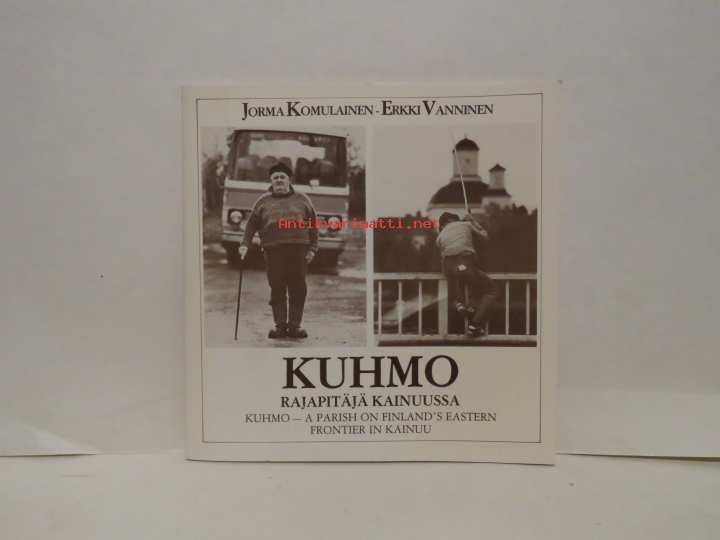 JORMA KOMULAINEN - ERKKI VANNINEN
Antikvariaatti.net
KUHMO
RAJAPITÄJÄ KAINUUSSA
KUHMO — A PARISH ON FINLAND'S EASTERN
FRONTIER IN KAINUU